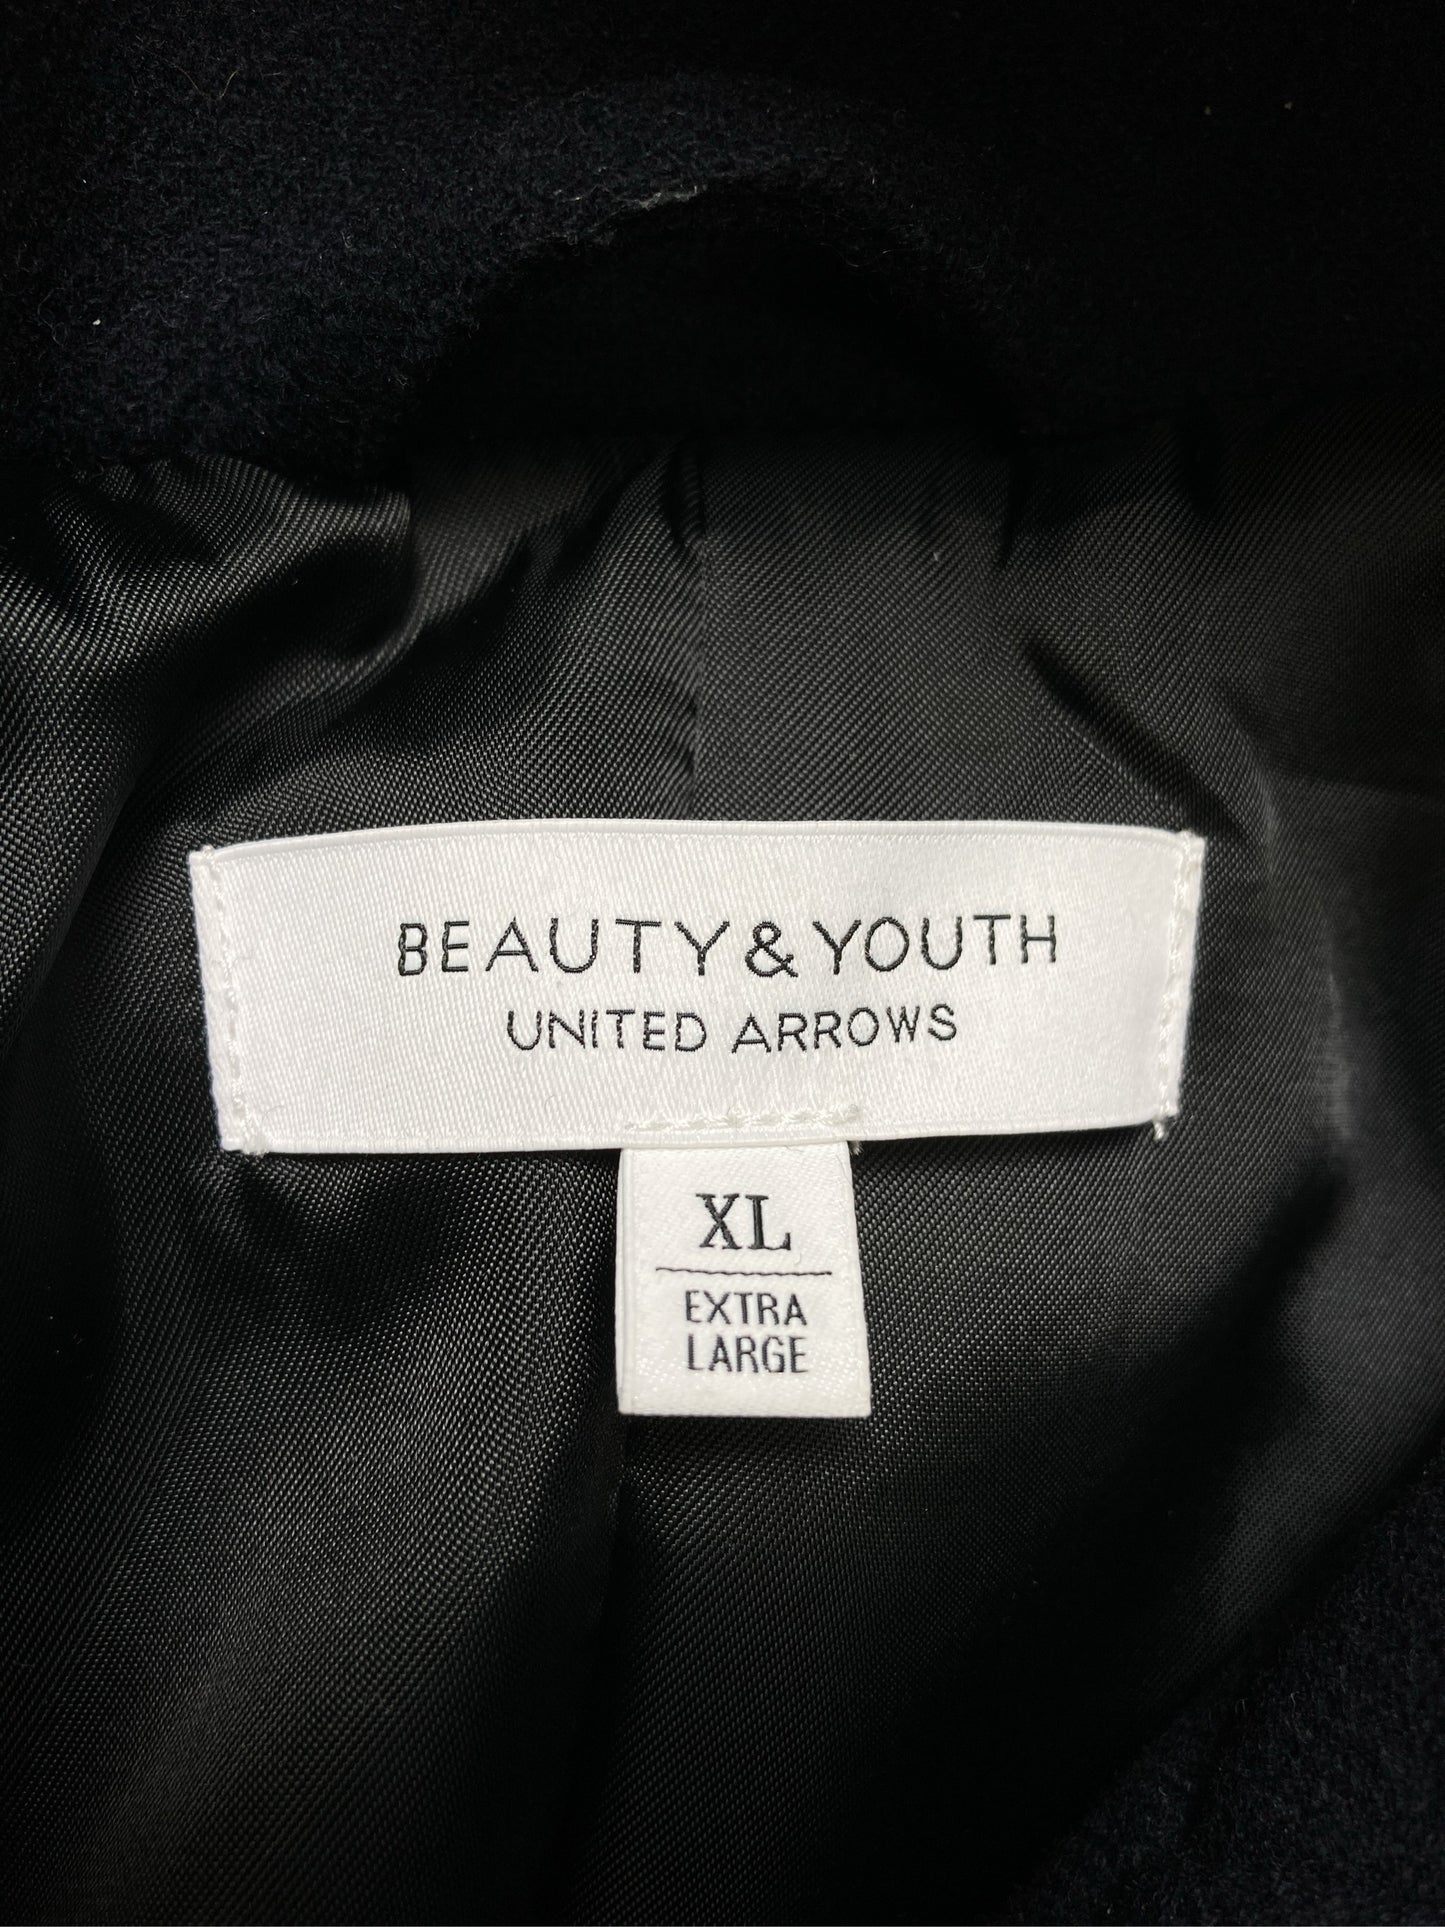 BEAUTY & YOUTH
UNITED ARROWS
XL
EXTRA
LARGE